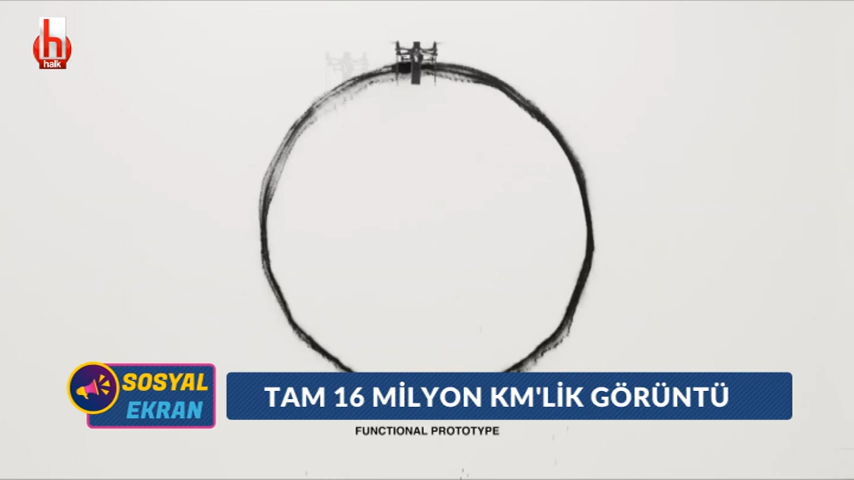 h
halk
SOSYAL
EKRAN
TAM 16 MİLYON KM'LİK GÖRÜNTÜ
FUNCTIONAL PROTOTYPE